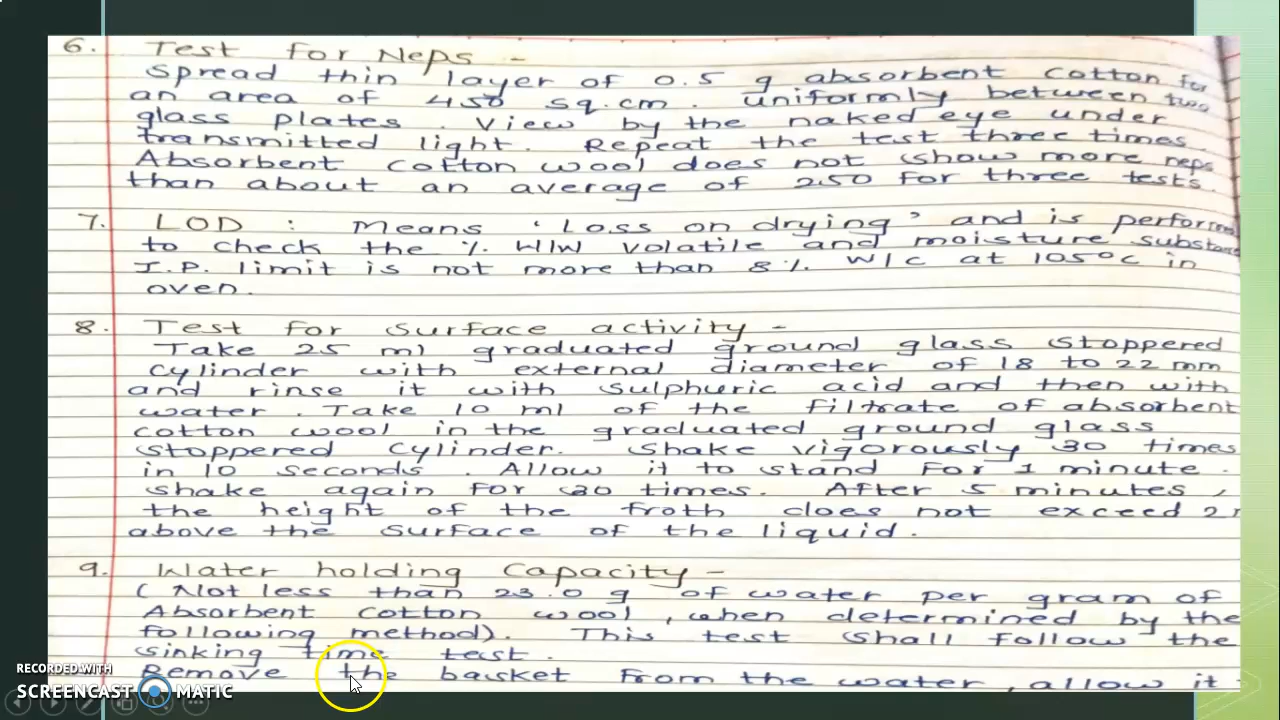 6. Test for Neps -
Spread thin layer of 0.5 g absorbent cotton for
an area of 450 sq.cm. uniformly between two
glass plates. View by the naked eye under
transmitted light. Repeat the test three times.
Absorbent cotton wool does not show more neps
than about an average of 250 for three tests.
7. LOD : Means 'Loss on drying' and is
to check the % W/W volatile and moisture
I.P. limit is not more than 8% W/C at 105°C in
oven.
8. Test for Surface activity -
Take 25 ml graduated ground glass stoppered
cylinder with external diameter of 18 to 22 mm
and rinse it with sulphuric acid and then with
water. Take 10 ml of the filtrate of absorbent
cotton wool in the graduated ground glass
stoppered cylinder. Shake vigorously 30 times
in 10 seconds. Allow it to stand for 1 minute.
shake again for 30 times. After 5 minutes,
the height of the froth does not exceed 2
above the surface of the liquid.
9. Water holding Capacity -
(Not less than 23.0 g of water per gram of
Absorbent cotton wool, when determined by the
following method). This test shall follow the
sinking time test.
Remove the basket from the water, allow it
RECORDED WITH
SCREENCAST MATIC